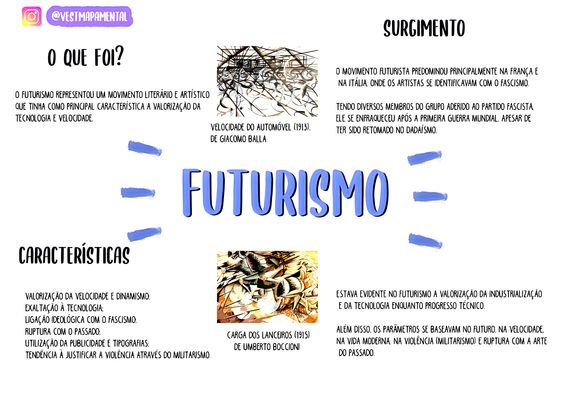 @VESTMAPAMENTAL
O QUE FOI?
O FUTURISMO REPRESENTOU UM MOVIMENTO LITERÁRIO E ARTÍSTICO
QUE TINHA COMO PRINCIPAL CARACTERÍSTICA A VALORIZAÇÃO DA
TECNOLOGIA E VELOCIDADE.
VELOCIDADE DO AUTOMÓVEL (1913),
DE GIACOMO BALLA
SURGIMENTO
O MOVIMENTO FUTURISTA PREDOMINOU PRINCIPALMENTE NA FRANÇA E
NA ITÁLIA, ONDE OS ARTISTAS SE IDENTIFICAVAM COM O FASCISMO.
TENDO DIVERSOS MEMBROS DO GRUPO ADERIDO AO PARTIDO FASCISTA,
ELE SE ENFRAQUECEU APÓS A PRIMEIRA GUERRA MUNDIAL, APESAR DE
TER SIDO RETOMADO NO DADAÍSMO.
FUTURISMO
CARACTERÍSTICAS
VALORIZAÇÃO DA VELOCIDADE E DINAMISMO;
EXALTAÇÃO À TECNOLOGIA;
LIGAÇÃO IDEOLÓGICA COM O FASCISMO;
RUPTURA COM O PASSADO;
UTILIZAÇÃO DA PUBLICIDADE E TIPOGRAFIAS;
TENDÊNCIA À JUSTIFICAR A VIOLÊNCIA ATRAVÉS DO MILITARISMO.
CARGA DOS LANCEIROS (1915)
DE UMBERTO BOCCIONI
ESTAVA EVIDENTE NO FUTURISMO A VALORIZAÇÃO DA INDUSTRIALIZAÇÃO
E DA TECNOLOGIA ENQUANTO PROGRESSO TÉCNICO.
ALÉM DISSO, OS PARÂMETROS SE BASEAVAM NO FUTURO, NA VELOCIDADE,
NA VIDA MODERNA, NA VIOLÊNCIA (MILITARISMO) E RUPTURA COM A ARTE
DO PASSADO.